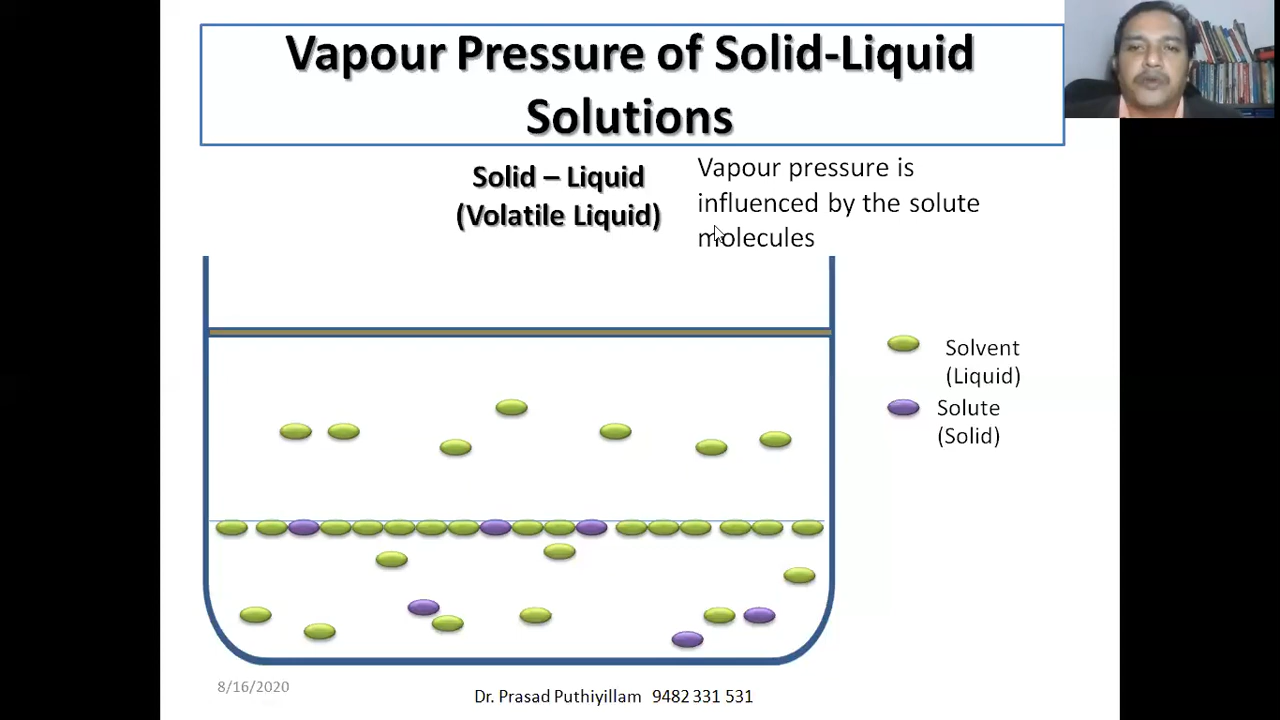 Vapour Pressure of Solid-Liquid
Solutions
Solid – Liquid
(Volatile Liquid)
Vapour pressure is
influenced by the solute
molecules
Solvent
(Liquid)
Solute
(Solid)
8/16/2020
Dr. Prasad Puthiyillam 9482 331 531